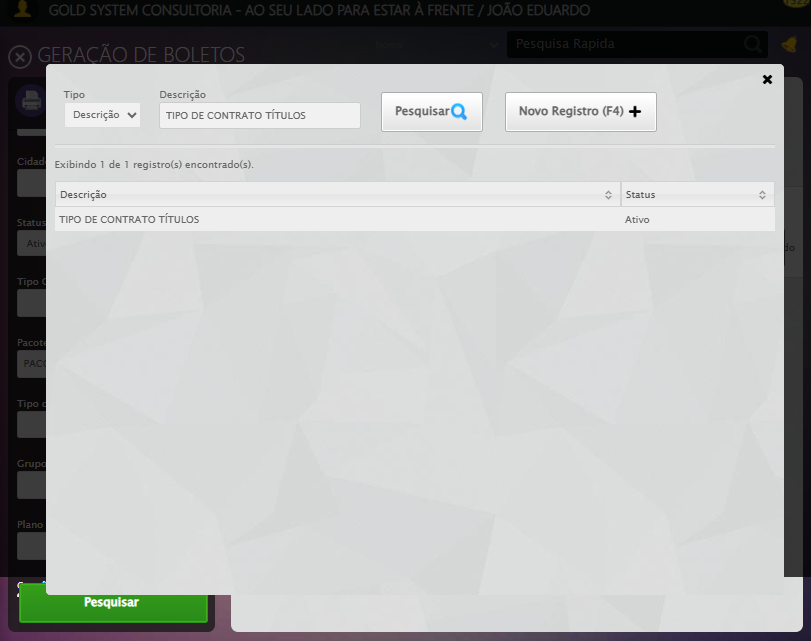 GOLD SYSTEM CONSULTORIA - AO SEU LADO PARA ESTAR À FRENTE / JOÃO EDUARDO
GERAÇÃO DE BOLETOS
Pesquisa Rapida
Tipo
Descrição
Descrição
TIPO DE CONTRATO TÍTULOS
Pesquisar
Novo Registro (F4)
Exibindo 1 de 1 registro(s) encontrado(s).
Descrição
Status
TIPO DE CONTRATO TÍTULOS
Ativo
Cidad
Status
Ativ
Tipo
Pacote
PACO
Tipo
Grupo
Plano
Pesquisar